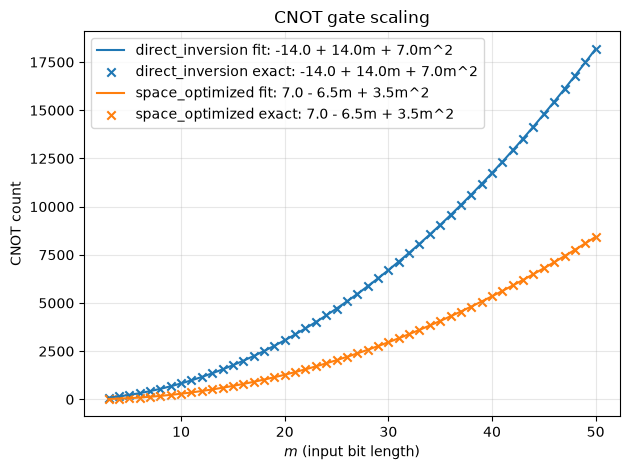 CNOT gate scaling
direct_inversion fit: -14.0 + 14.0m + 7.0m^2
direct_inversion exact: -14.0 + 14.0m + 7.0m^2
space_optimized fit: 7.0 - 6.5m + 3.5m^2
space_optimized exact: 7.0 - 6.5m + 3.5m^2
CNOT count
17500
15000
12500
10000
7500
5000
2500
0
10 20 30 40 50
m (input bit length)